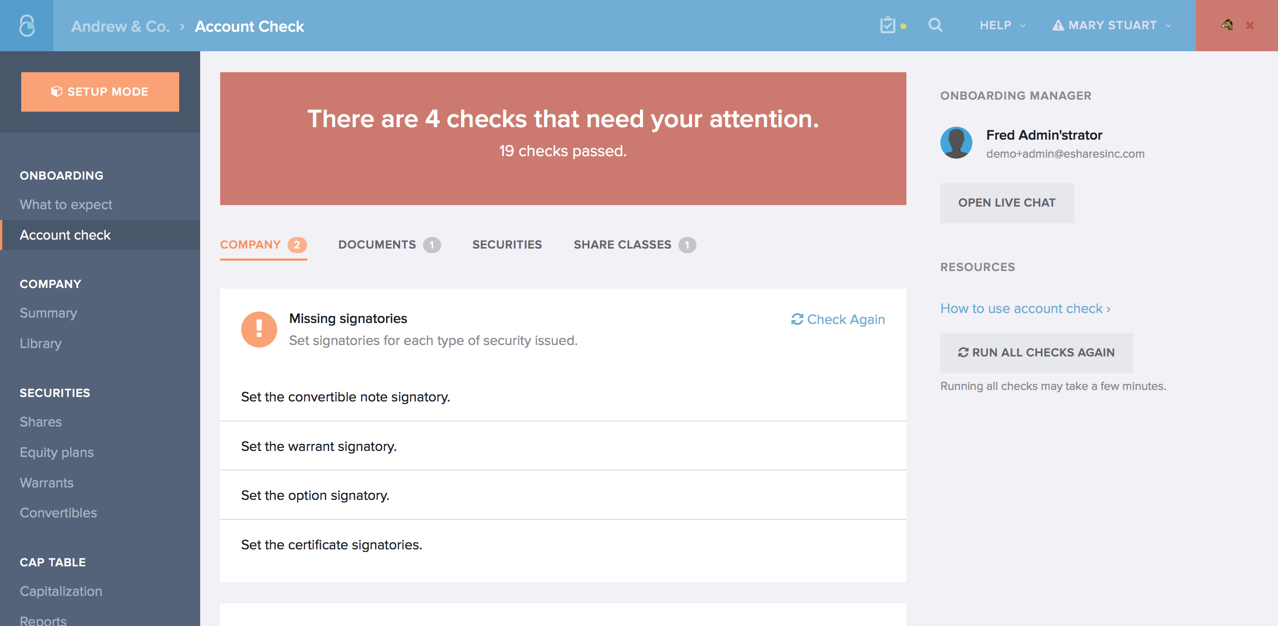 Andrew & Co. › Account Check
HELP
MARY STUART
SETUP MODE
ONBOARDING
What to expect
Account check
COMPANY
Summary
Library
SECURITIES
Shares
Equity plans
Warrants
Convertibles
CAP TABLE
Capitalization
Reports
There are 4 checks that need your attention.
19 checks passed.
COMPANY 2
DOCUMENTS 1
SECURITIES
SHARE CLASSES 1
Missing signatories
Check Again
Set signatories for each type of security issued.
Set the convertible note signatory.
Set the warrant signatory.
Set the option signatory.
Set the certificate signatories.
ONBOARDING MANAGER
Fred Admin'strator
demo+admin@esharesinc.com
OPEN LIVE CHAT
RESOURCES
How to use account check ›
RUN ALL CHECKS AGAIN
Running all checks may take a few minutes.